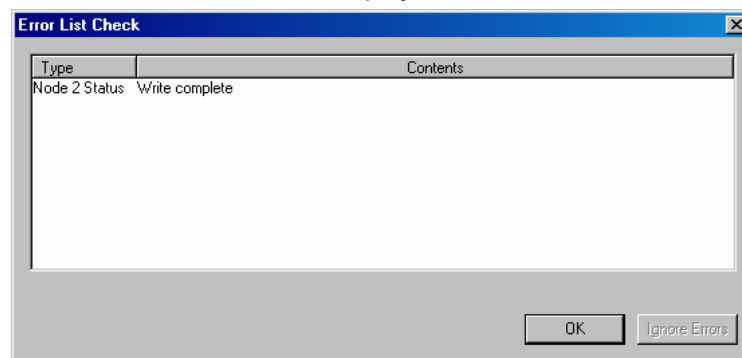 Error List Check
Type Contents
Node 2 Status Write complete
OK Ignore Errors